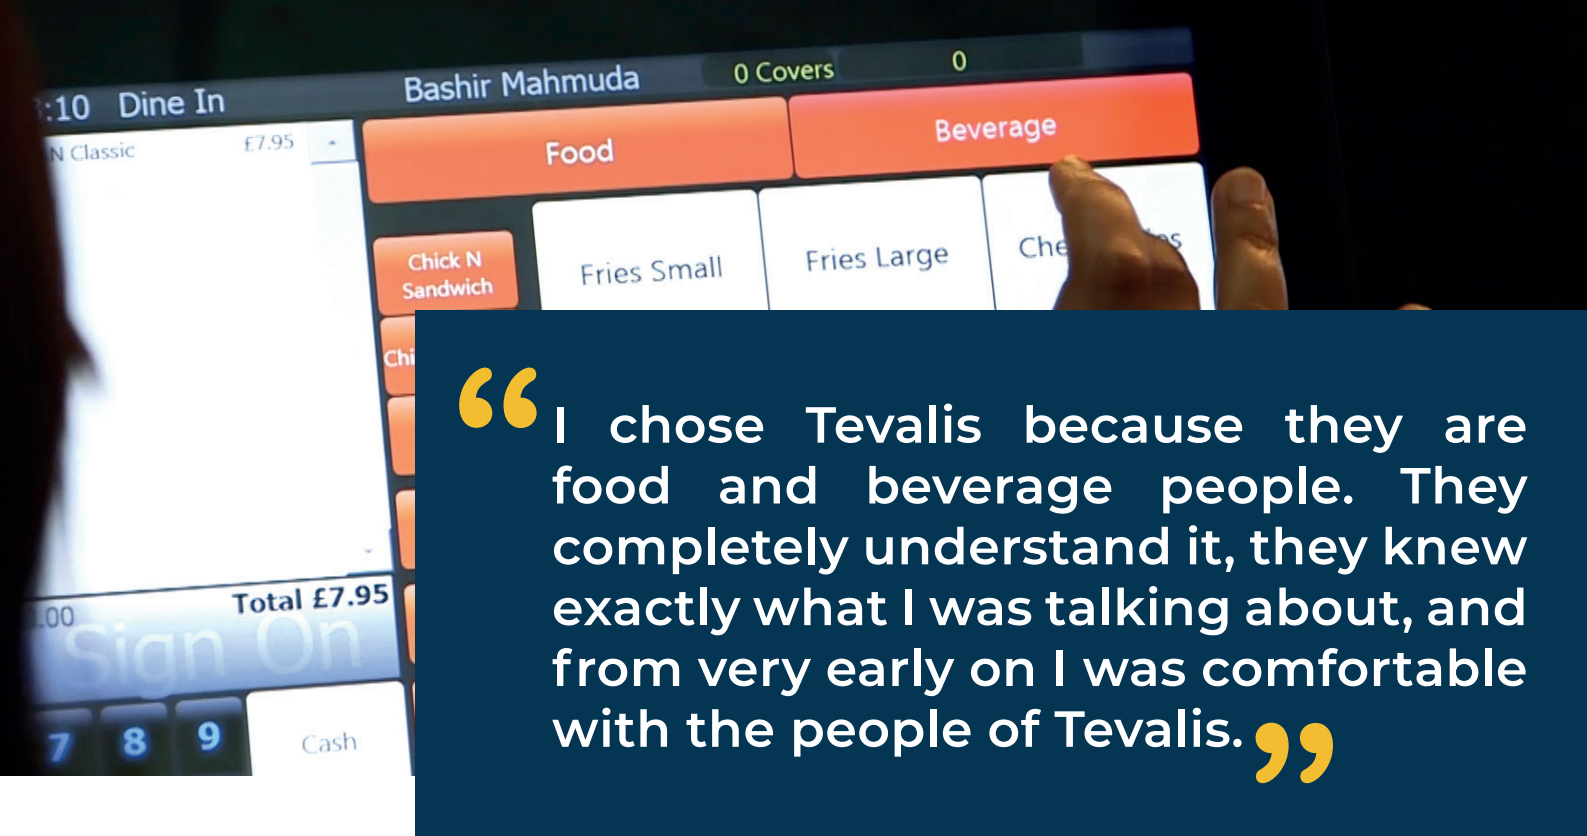 :10 Dine In
Bashir Mahmuda
0 Covers
0
N Classic £7.95
Food
Beverage
Chick N
Sandwich
Fries Small
Fries Large
Che
Chi
.00
Total £7.95
Sign On
7 8 9
Cash
“I chose Tevalis because they are
food and beverage people. They
completely understand it, they knew
exactly what I was talking about, and
from very early on I was comfortable
with the people of Tevalis.”